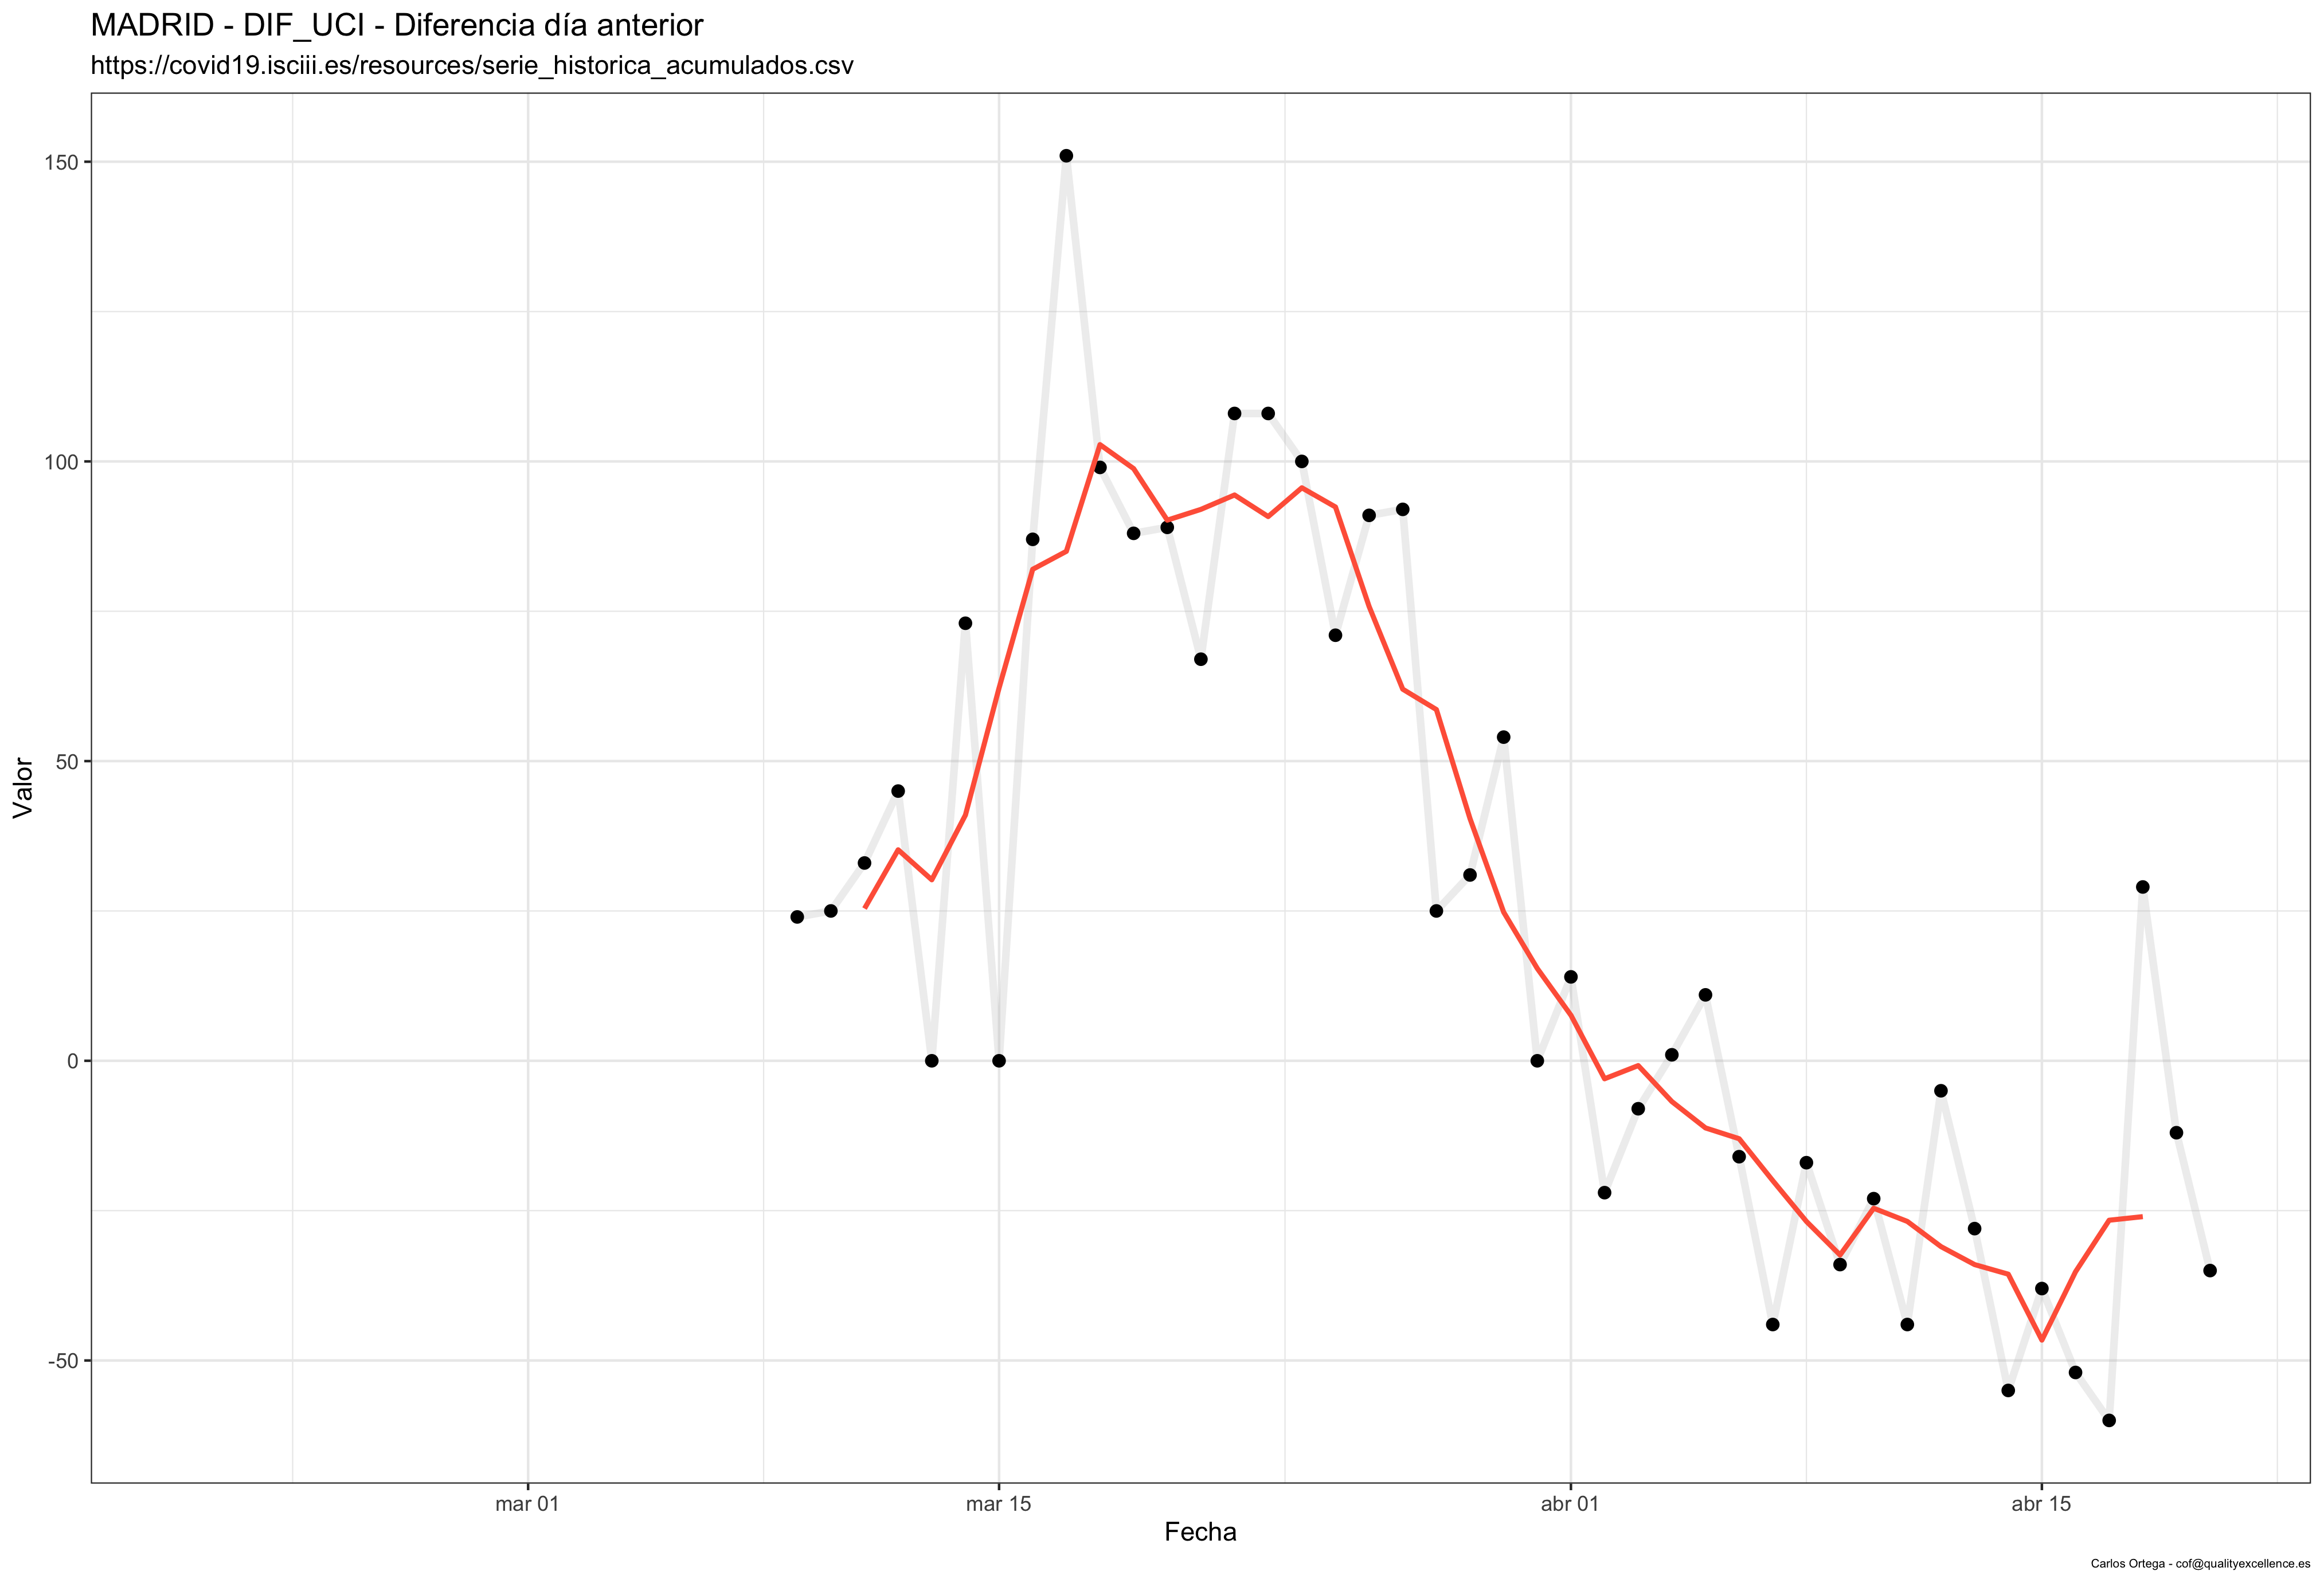 MADRID - DIF_UCI - Diferencia día anterior
https://covid19.isciii.es/resources/serie_historica_acumulados.csv
150
100
50
0
-50
Valor
mar 01
mar 15
abr 01
abr 15
Fecha
Carlos Ortega - cof@qualityexcellence.es